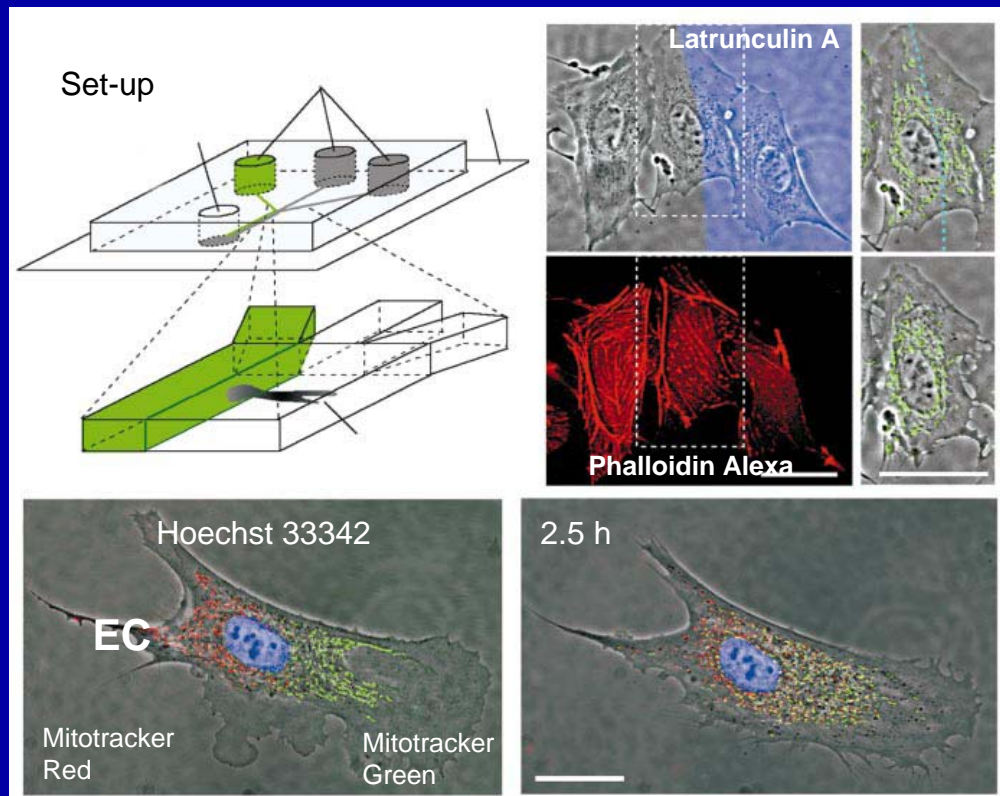 Set-up
Latrunculin A
Phalloidin Alexa
Hoechst 33342
2.5 h
EC
Mitotracker
Red
Mitotracker
Green